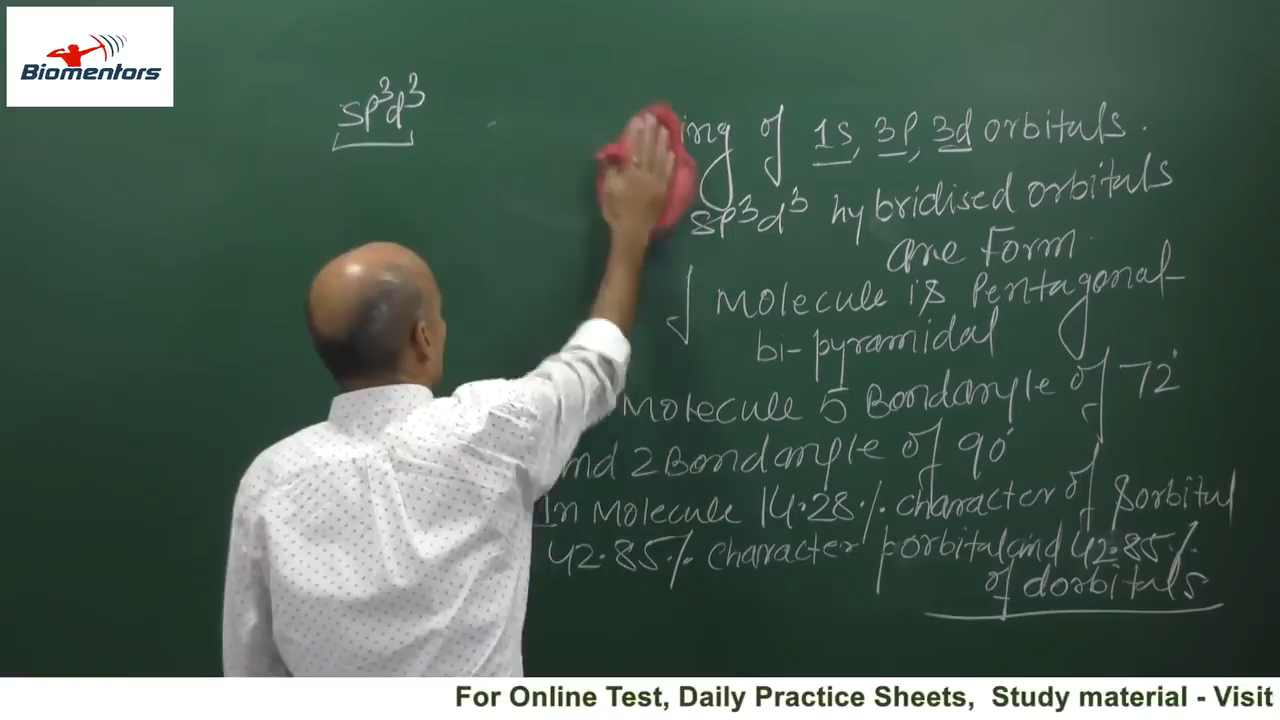 Biomentors
sp³d³
ing of 1s, 3p, 3d orbitals.
sp³d³ hybridised orbitals
are Form
Molecule is Pentagonal
bi-pyramidal
Molecule 5 Bondangle of 72°
nd 2 Bondangle of 90°
In Molecule 14.28% character of s orbital
42.85% character p orbital and 42.85%
of d orbitals
For Online Test, Daily Practice Sheets, Study material - Visit